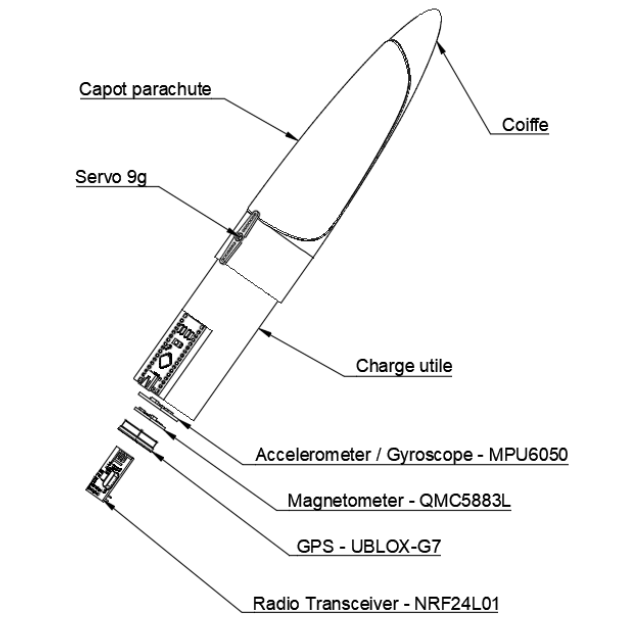 Capot parachute
Coiffe
Servo 9g
Charge utile
Accelerometer / Gyroscope - MPU6050
Magnetometer - QMC5883L
GPS - UBLOX-G7
Radio Transceiver - NRF24L01